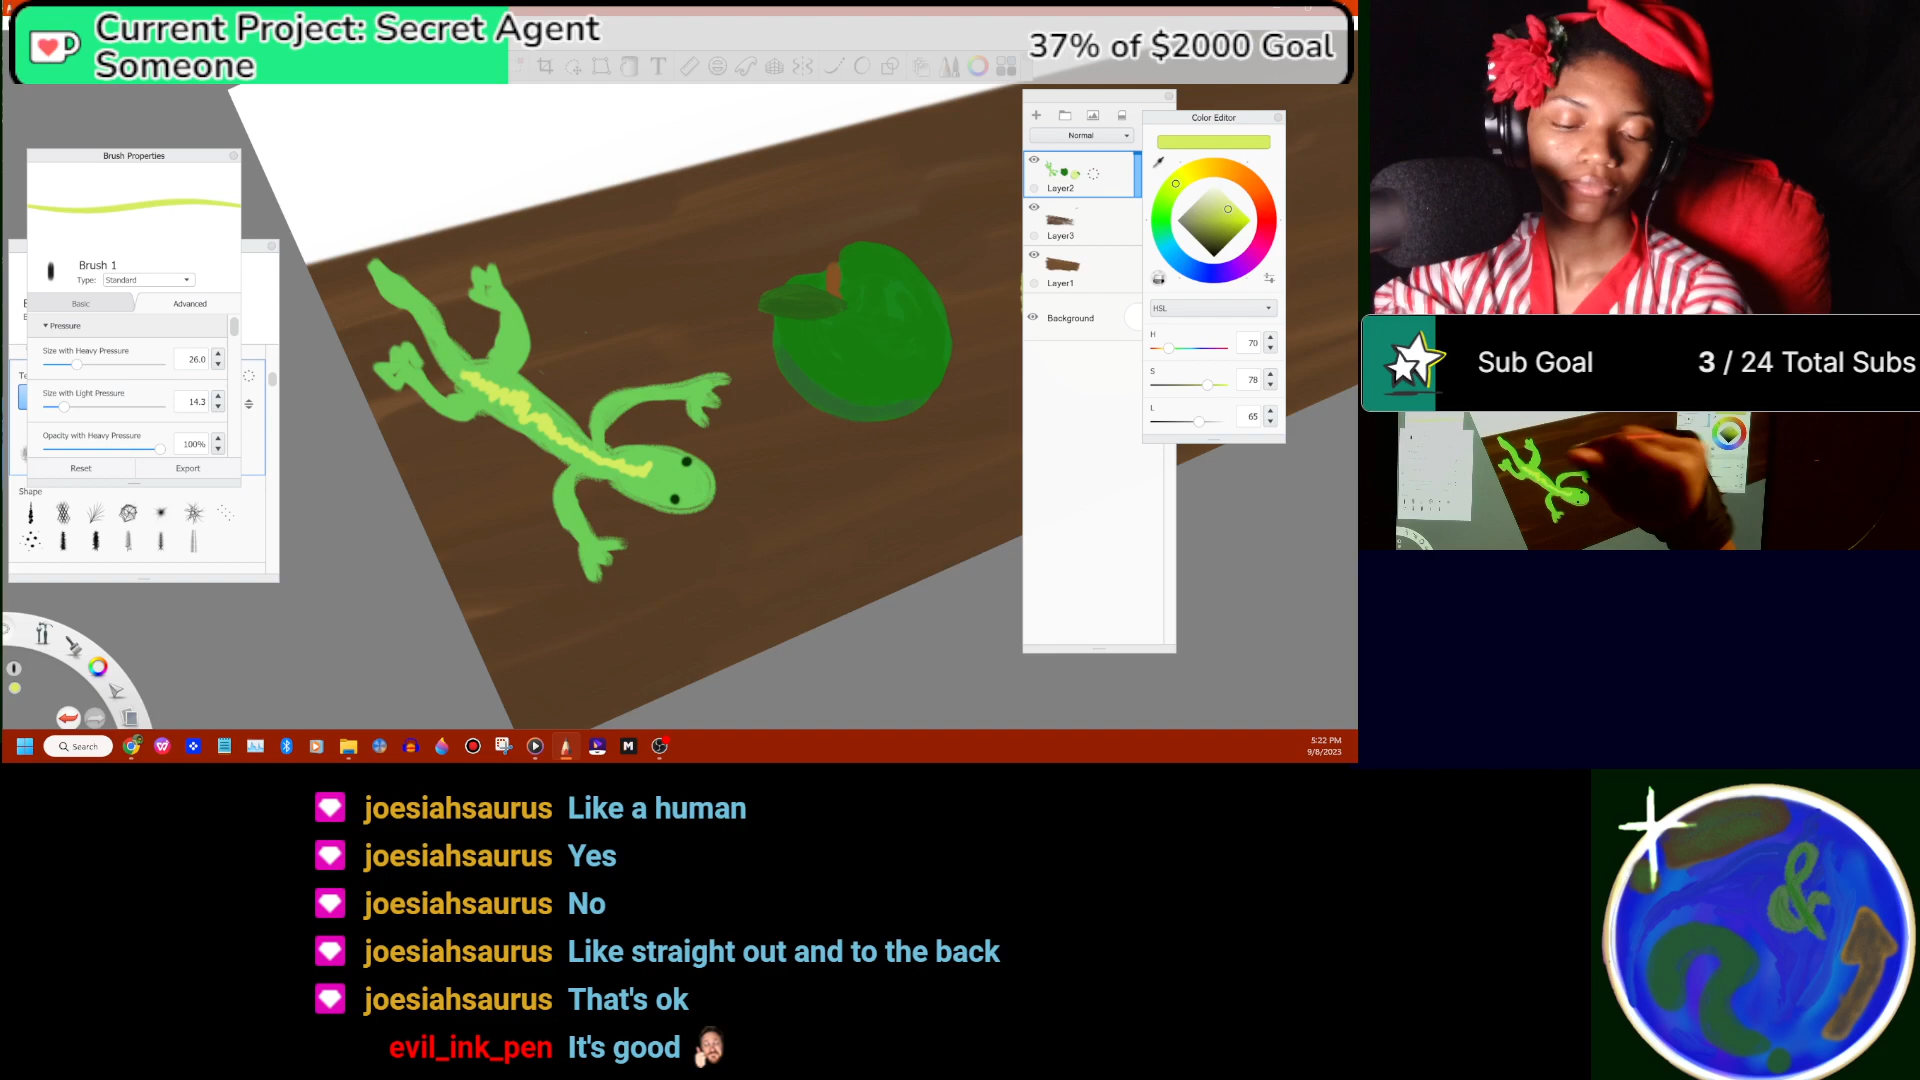 Current Project: Secret Agent
Someone
37% of $2000 Goal
T
Brush Properties
Brush 1
Type: Standard
Basic
Advanced
Pressure
Size with Heavy Pressure
26.0
Size with Light Pressure
14.3
Opacity with Heavy Pressure
100%
Reset
Export
Shape
Normal
Layer2
Layer3
Layer1
Background
Color Editor
HSL
H
70
S
78
L
65
Sub Goal
3 / 24 Total Subs
Search
5:22 PM
9/8/2023
joesiahsaurus Like a human
joesiahsaurus Yes
joesiahsaurus No
joesiahsaurus Like straight out and to the back
joesiahsaurus That's ok
evil_ink_pen It's good
&